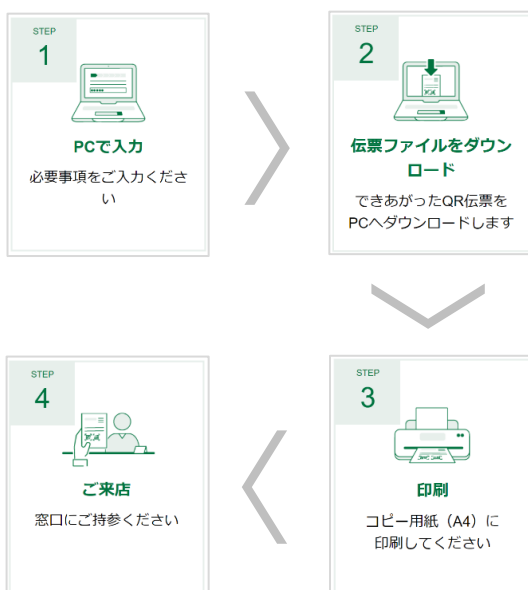 STEP
1
PCで入力
必要事項をご入力くださ
い
STEP
2
伝票ファイルをダウン
ロード
できあがったQR伝票を
PCへダウンロードします
STEP
3
印刷
コピー用紙（A4）に
印刷してください
STEP
4
ご来店
窓口にご持参ください